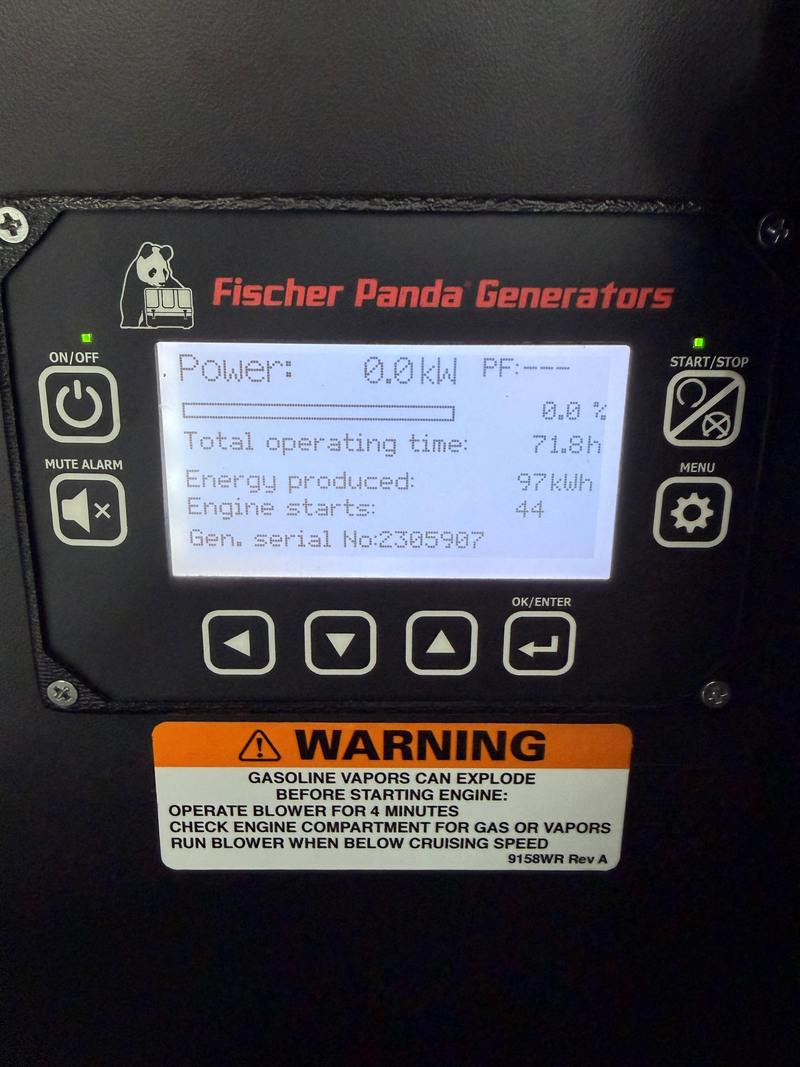 Fischer Panda® Generators
ON/OFF
START/STOP
MUTE ALARM
MENU
Power: 0.0kW PF:---
0.0 %
Total operating time: 71.8h
Energy produced: 97kWh
Engine starts: 44
Gen. serial No:2305907
OK/ENTER
WARNING
GASOLINE VAPORS CAN EXPLODE
BEFORE STARTING ENGINE:
OPERATE BLOWER FOR 4 MINUTES
CHECK ENGINE COMPARTMENT FOR GAS OR VAPORS
RUN BLOWER WHEN BELOW CRUISING SPEED
9158WR Rev A